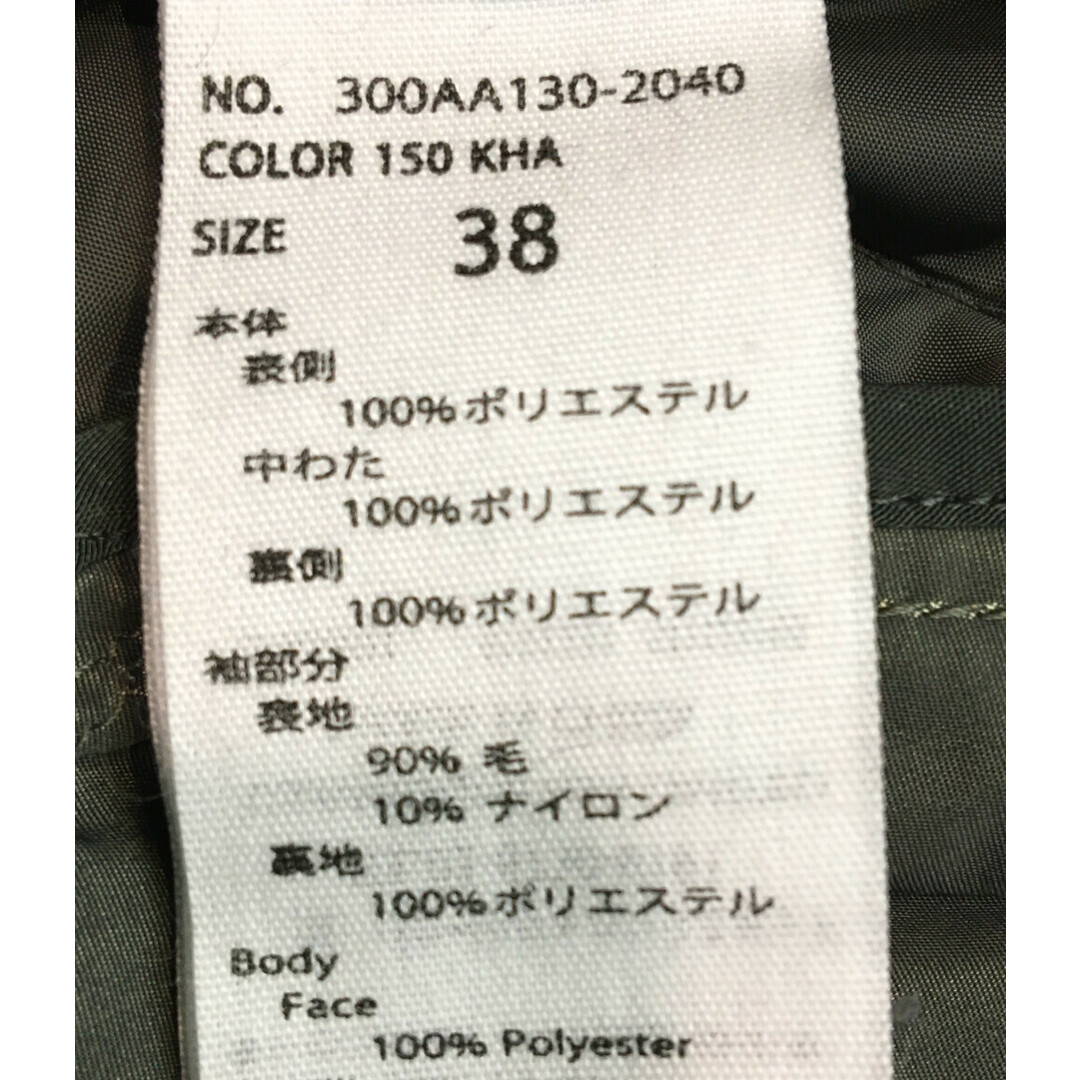 NO. 300AA130-2040
COLOR 150 KHA
SIZE 38
本体
表側
100%ポリエステル
中わた
100%ポリエステル
裏側
100%ポリエステル
袖部分
表地
90% 毛
10% ナイロン
裏地
100%ポリエステル
Body
Face
100% Polyester